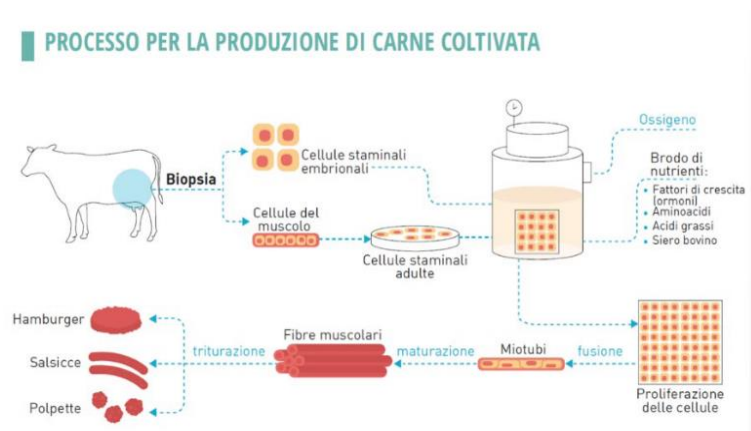 PROCESSO PER LA PRODUZIONE DI CARNE COLTIVATA
Biopsia
Cellule staminali
embrionali
Cellule del
muscolo
Cellule staminali
adulte
Ossigeno
Brodo di
nutrienti:
• Fattori di crescita
(ormoni)
• Aminoacidi
• Acidi grassi
• Siero bovino
Hamburger
Salsicce
Polpette
triturazione
Fibre muscolari
maturazione
Miotubi
fusione
Proliferazione
delle cellule